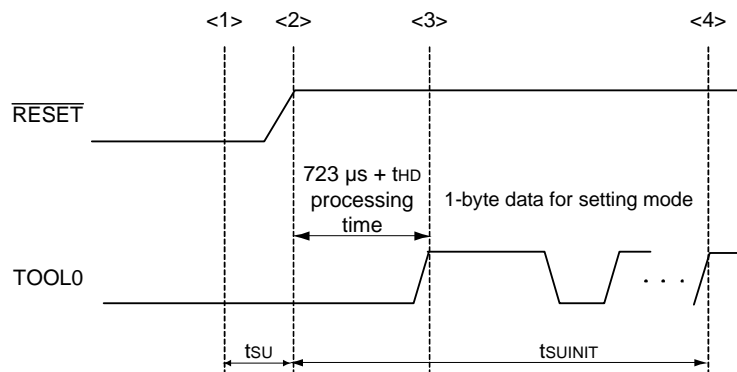 <1> <2> <3> <4>
RESET
723 µs + tHD
processing
time
1-byte data for setting mode
TOOL0
. . .
tSU
tSUINIT